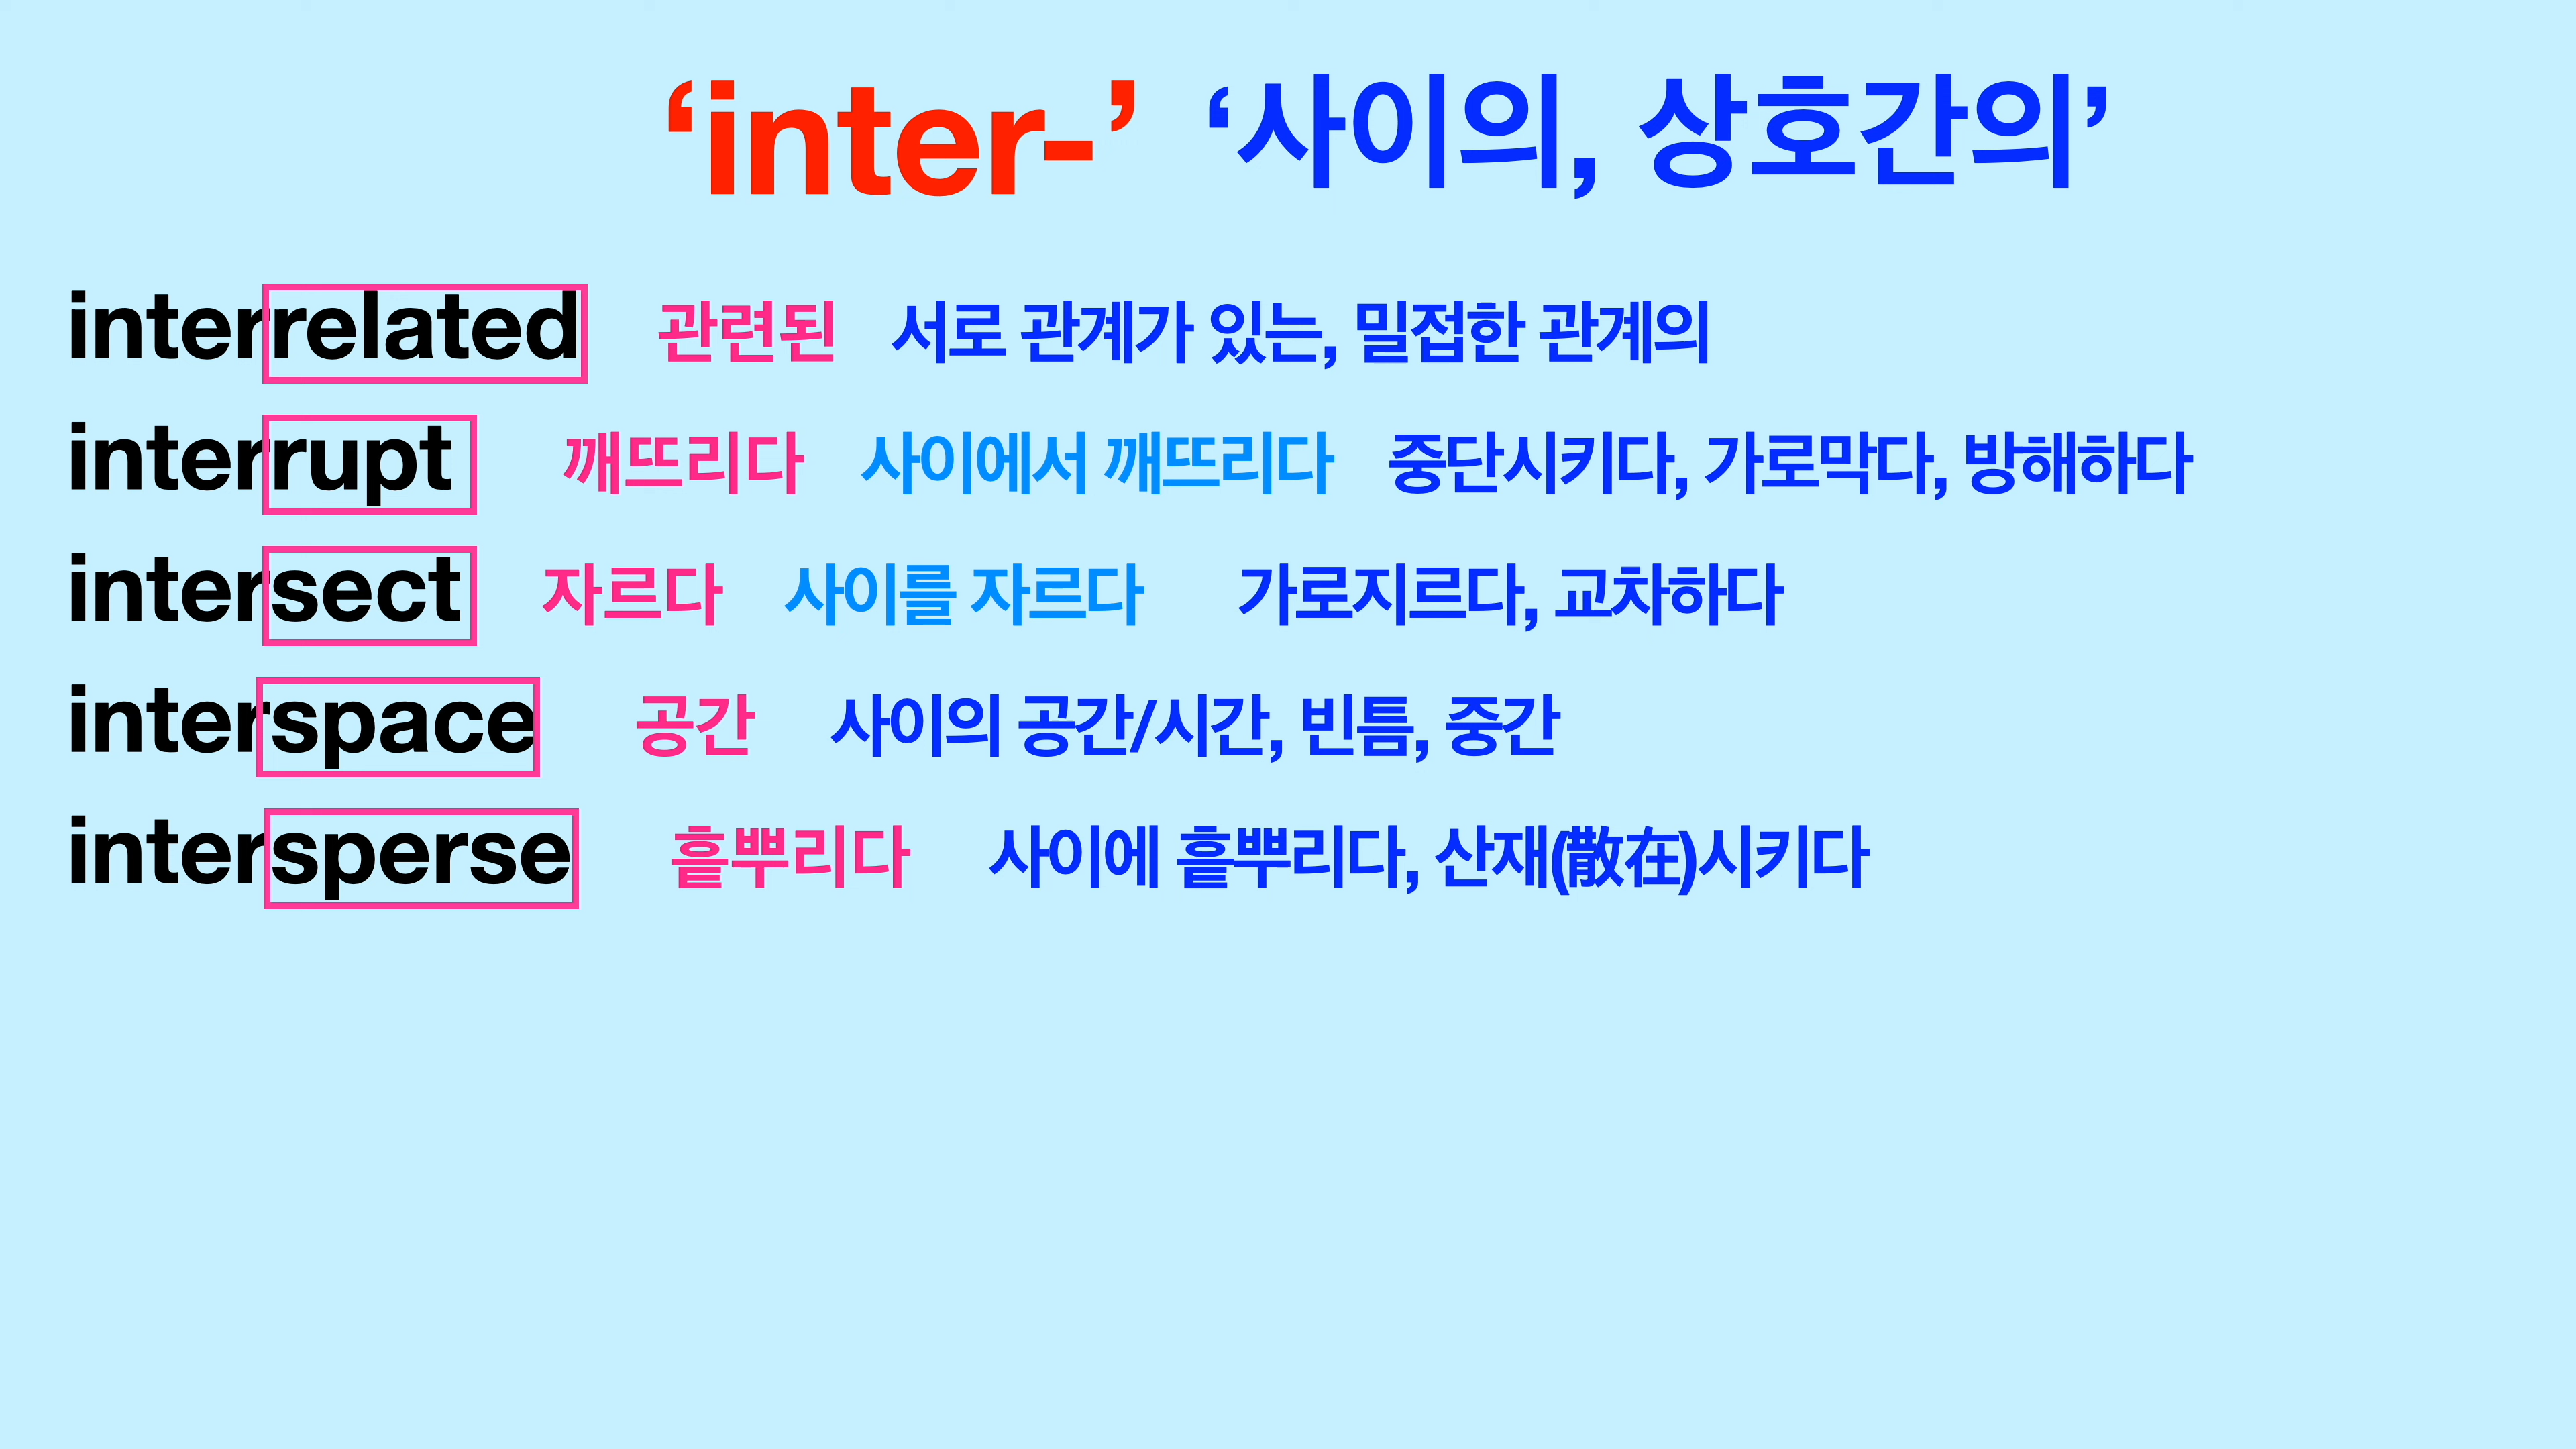 ‘inter-’ ‘사이의, 상호간의’
interrelated 관련된 서로 관계가 있는, 밀접한 관계의
interrupt 깨뜨리다 사이에서 깨뜨리다 중단시키다, 가로막다, 방해하다
intersect 자르다 사이를 자르다 가로지르다, 교차하다
interspace 공간 사이의 공간/시간, 빈틈, 중간
intersperse 흩뿌리다 사이에 흩뿌리다, 산재(散在)시키다